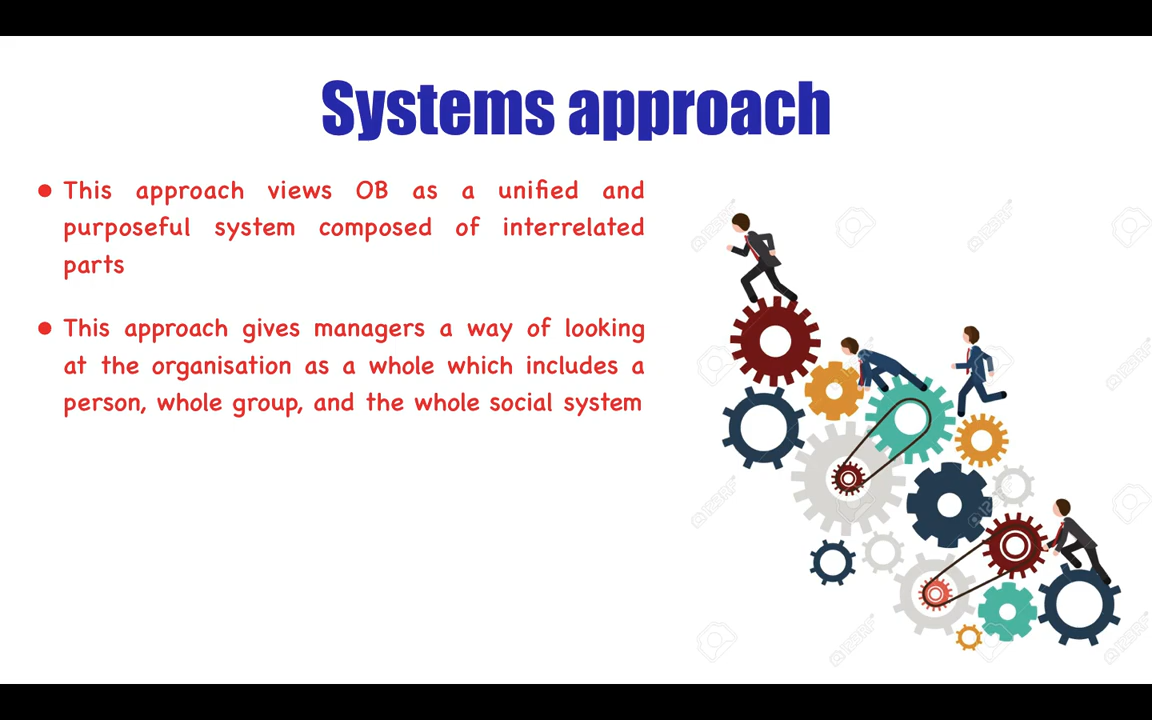 Systems approach
This approach views OB as a unified and
purposeful system composed of interrelated
parts
This approach gives managers a way of looking
at the organisation as a whole which includes a
person, whole group, and the whole social system